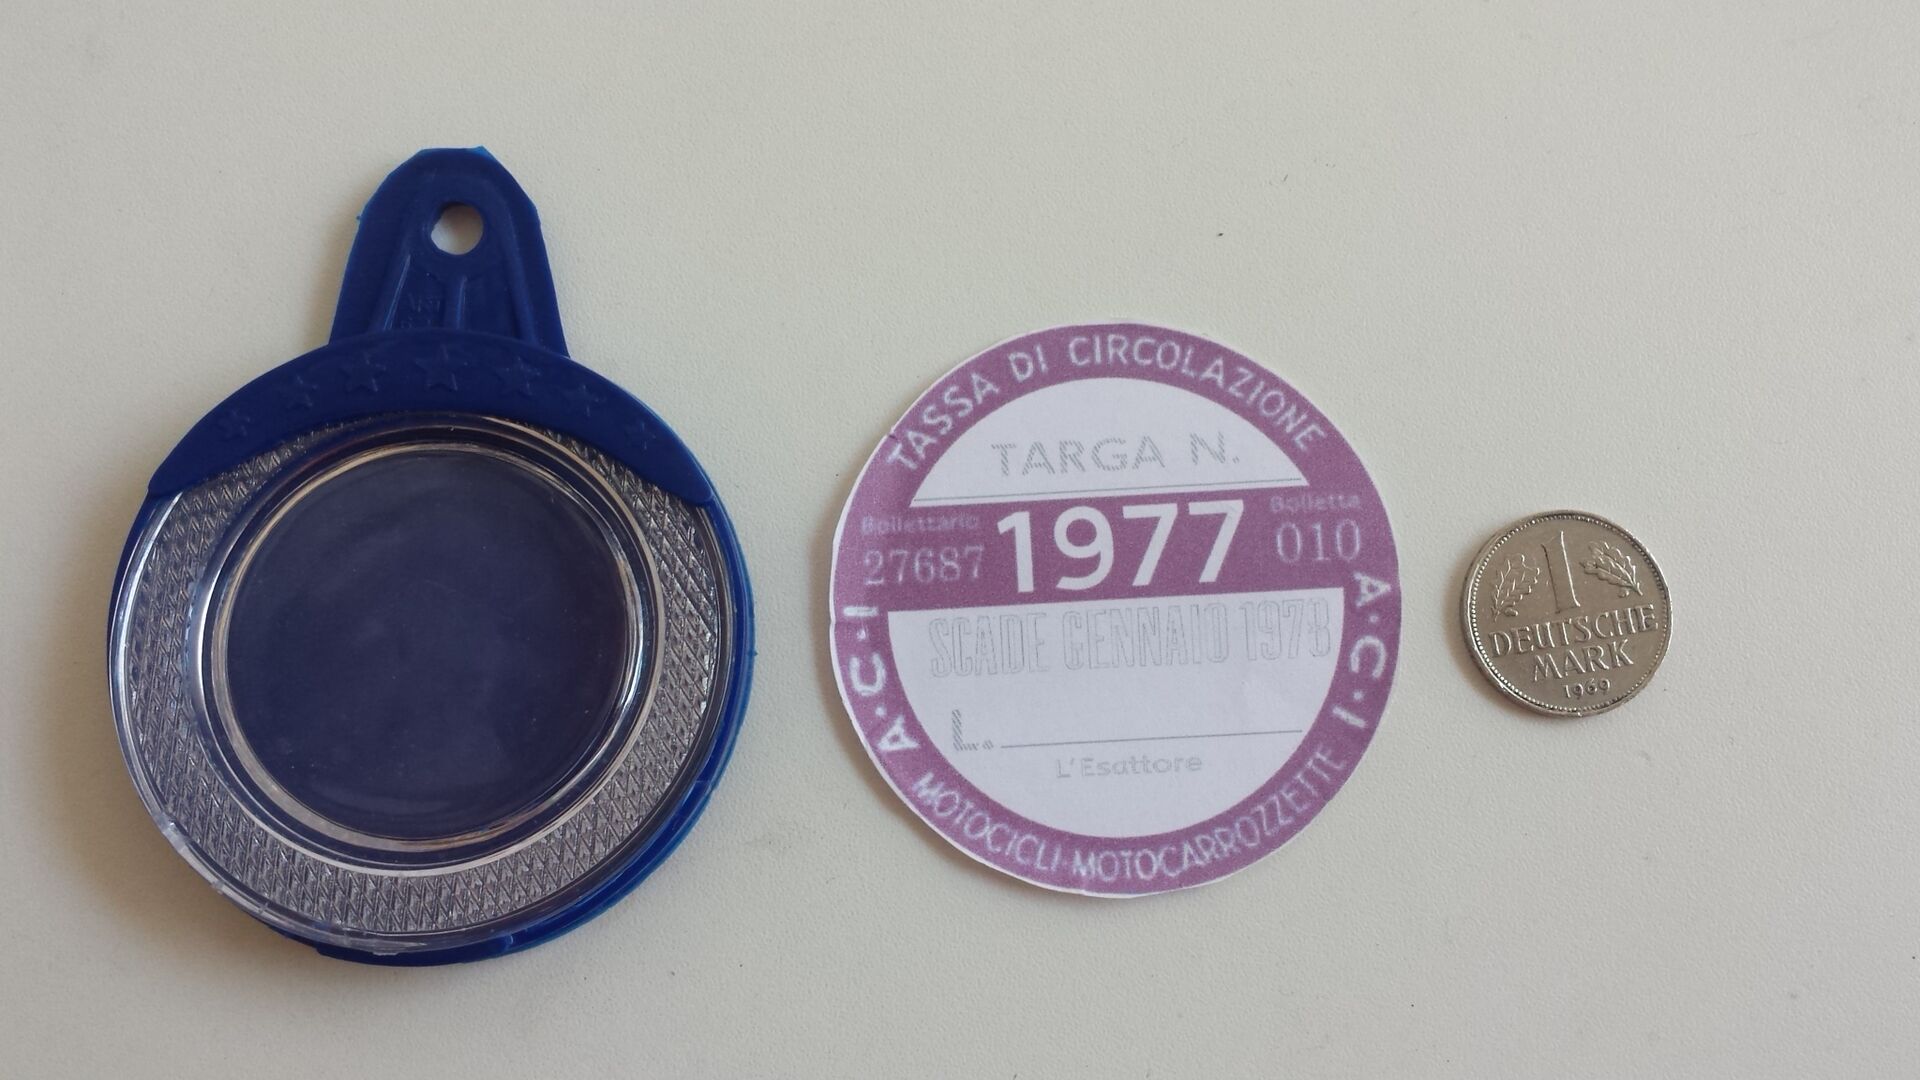 TASSA DI CIRCOLAZIONE
TARGA N.
Bollettario
27687
1977
Bolletta
010
SCADE GENNAIO 1978
L.
L'Esattore
A·C·I
A·C·I
MOTOCICLI-MOTOCARROZZETTE
1
DEUTSCHE
MARK
1969